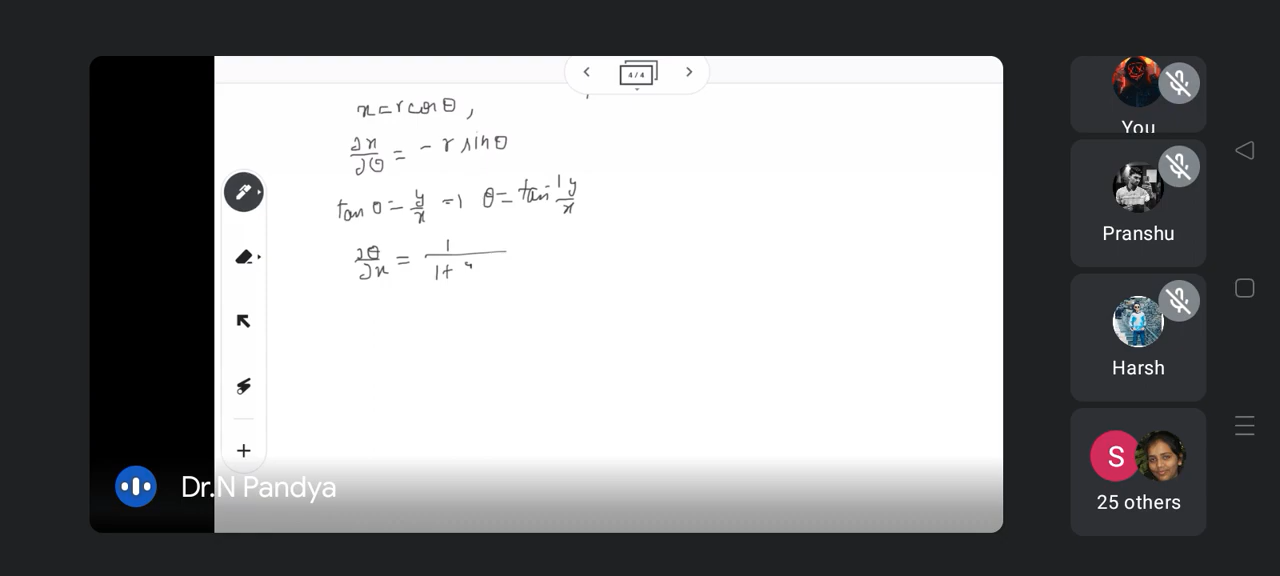 4 / 4
x = r cos θ,
∂x/∂θ = - r sin θ
tan θ = y/x ⇒ θ = tan⁻¹ y/x
∂θ/∂x = 1/1+
You
Pranshu
Harsh
S
25 others
Dr.N Pandya